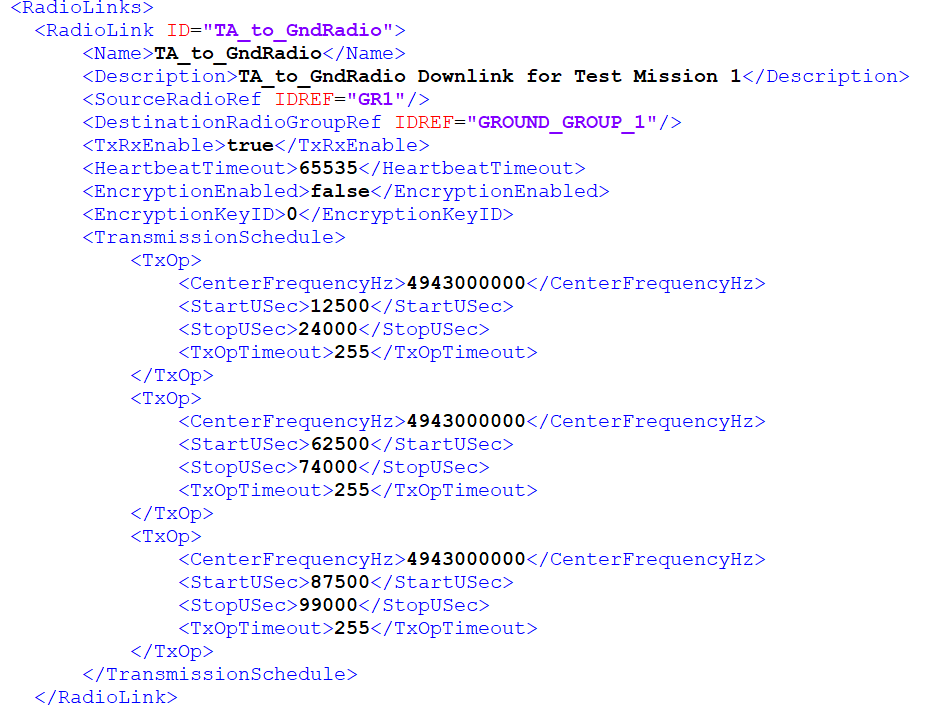 <RadioLinks>
<RadioLink ID="TA_to_GndRadio">
<Name>TA_to_GndRadio</Name>
<Description>TA_to_GndRadio Downlink for Test Mission 1</Description>
<SourceRadioRef IDREF="GR1"/>
<DestinationRadioGroupRef IDREF="GROUND_GROUP_1"/>
<TxRxEnable>true</TxRxEnable>
<HeartbeatTimeout>65535</HeartbeatTimeout>
<EncryptionEnabled>false</EncryptionEnabled>
<EncryptionKeyID>0</EncryptionKeyID>
<TransmissionSchedule>
<TxOp>
<CenterFrequencyHz>4943000000</CenterFrequencyHz>
<StartUSec>12500</StartUSec>
<StopUSec>24000</StopUSec>
<TxOpTimeout>255</TxOpTimeout>
</TxOp>
<TxOp>
<CenterFrequencyHz>4943000000</CenterFrequencyHz>
<StartUSec>62500</StartUSec>
<StopUSec>74000</StopUSec>
<TxOpTimeout>255</TxOpTimeout>
</TxOp>
<TxOp>
<CenterFrequencyHz>4943000000</CenterFrequencyHz>
<StartUSec>87500</StartUSec>
<StopUSec>99000</StopUSec>
<TxOpTimeout>255</TxOpTimeout>
</TxOp>
</TransmissionSchedule>
</RadioLink>